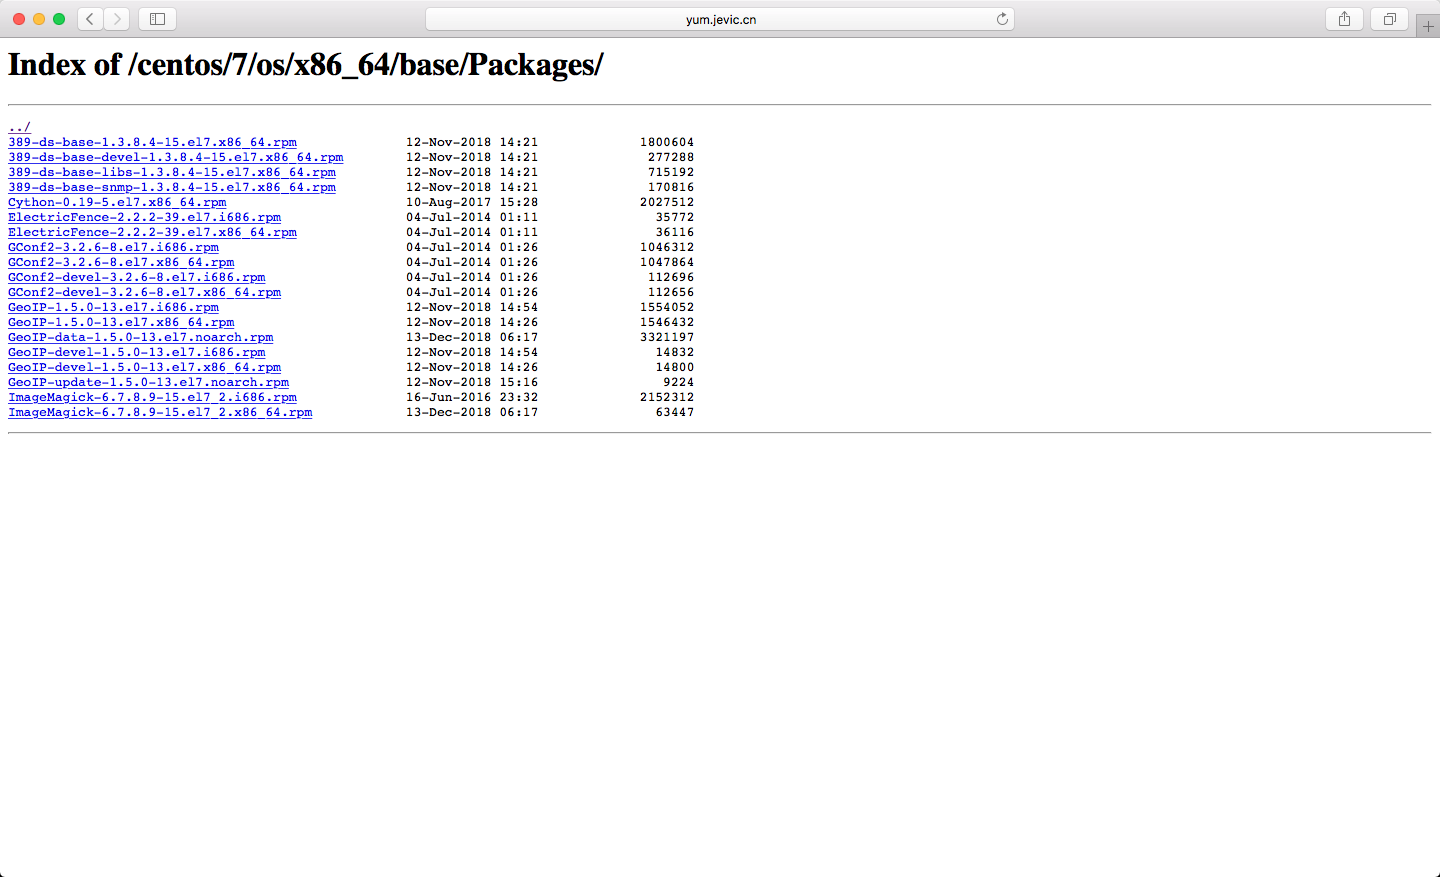 yum.jevic.cn
Index of /centos/7/os/x86_64/base/Packages/
../
389-ds-base-1.3.8.4-15.el7.x86_64.rpm 12-Nov-2018 14:21 1800604
389-ds-base-devel-1.3.8.4-15.el7.x86_64.rpm 12-Nov-2018 14:21 277288
389-ds-base-libs-1.3.8.4-15.el7.x86_64.rpm 12-Nov-2018 14:21 715192
389-ds-base-snmp-1.3.8.4-15.el7.x86_64.rpm 12-Nov-2018 14:21 170816
Cython-0.19-5.el7.x86_64.rpm 10-Aug-2017 15:28 2027512
ElectricFence-2.2.2-39.el7.i686.rpm 04-Jul-2014 01:11 35772
ElectricFence-2.2.2-39.el7.x86_64.rpm 04-Jul-2014 01:11 36116
GConf2-3.2.6-8.el7.i686.rpm 04-Jul-2014 01:26 1046312
GConf2-3.2.6-8.el7.x86_64.rpm 04-Jul-2014 01:26 1047864
GConf2-devel-3.2.6-8.el7.i686.rpm 04-Jul-2014 01:26 112696
GConf2-devel-3.2.6-8.el7.x86_64.rpm 04-Jul-2014 01:26 112656
GeoIP-1.5.0-13.el7.i686.rpm 12-Nov-2018 14:54 1554052
GeoIP-1.5.0-13.el7.x86_64.rpm 12-Nov-2018 14:26 1546432
GeoIP-data-1.5.0-13.el7.noarch.rpm 13-Dec-2018 06:17 3321197
GeoIP-devel-1.5.0-13.el7.i686.rpm 12-Nov-2018 14:54 14832
GeoIP-devel-1.5.0-13.el7.x86_64.rpm 12-Nov-2018 14:26 14800
GeoIP-update-1.5.0-13.el7.noarch.rpm 12-Nov-2018 15:16 9224
ImageMagick-6.7.8.9-15.el7_2.i686.rpm 16-Jun-2016 23:32 2152312
ImageMagick-6.7.8.9-15.el7_2.x86_64.rpm 13-Dec-2018 06:17 63447